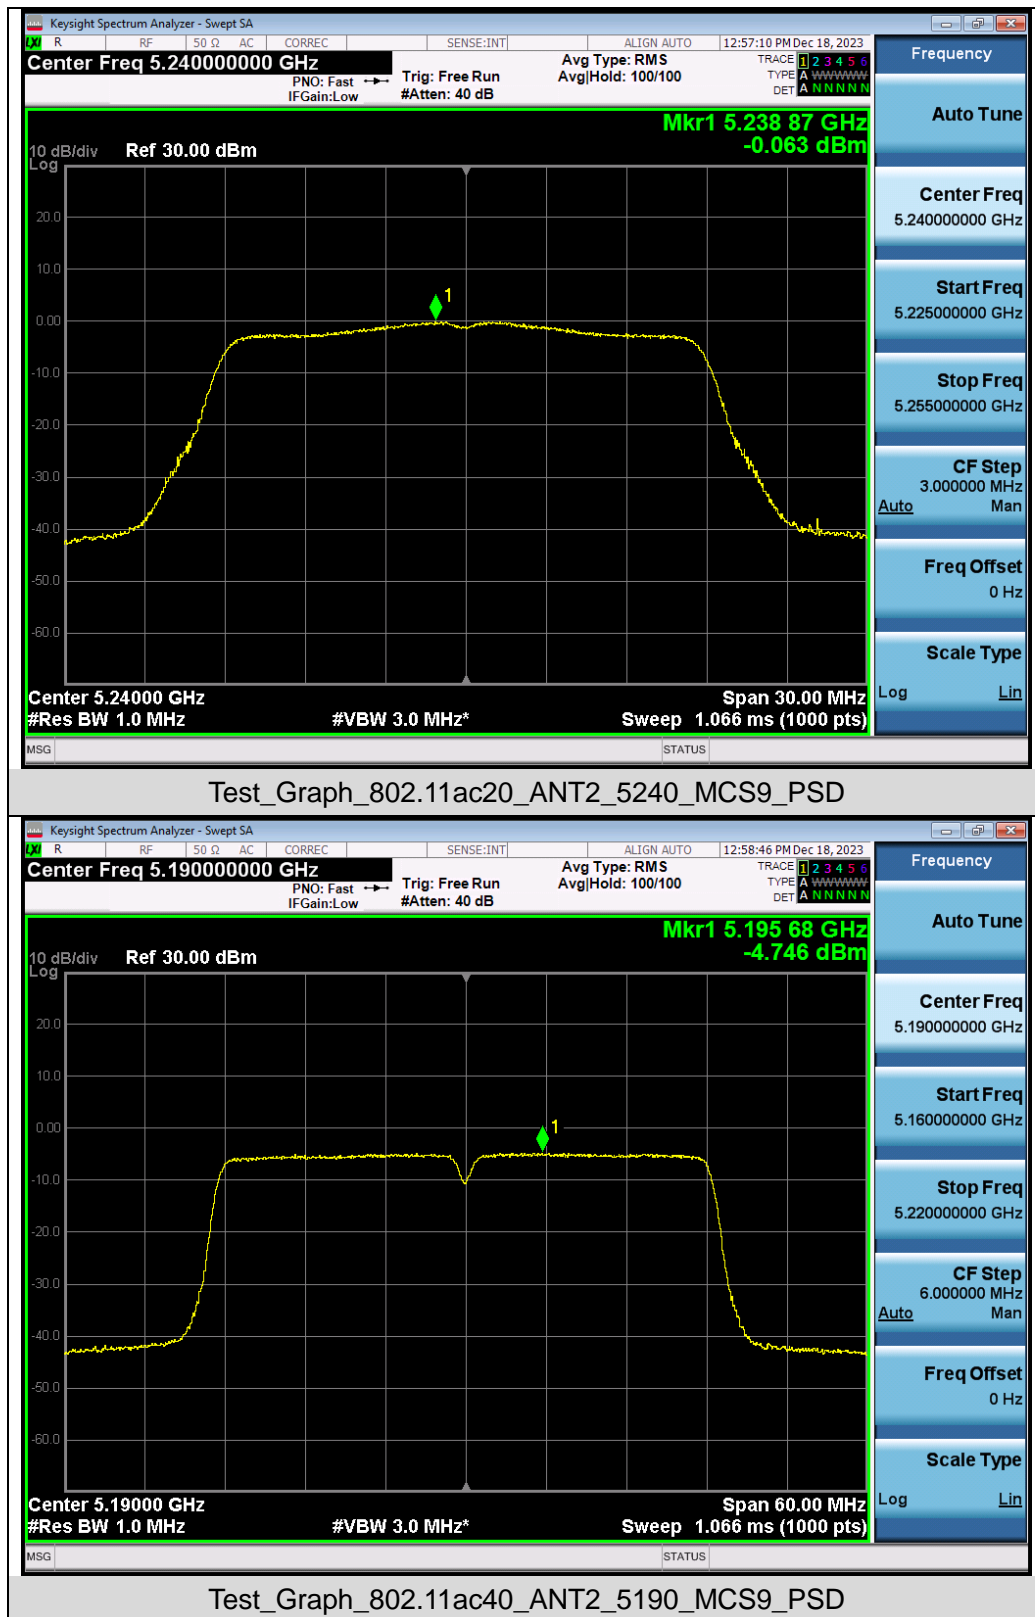 Keysight Spectrum Analyzer - Swept SA
LXI R RF 50 Ω AC CORREC SENSE:INT ALIGN AUTO 12:57:10 PM Dec 18, 2023
Center Freq 5.240000000 GHz
PNO: Fast
IFGain:Low
Trig: Free Run
#Atten: 40 dB
Avg Type: RMS
Avg|Hold: 100/100
TRACE 1 2 3 4 5 6
TYPE A WWWWW
DET A N N N N N
Frequency
Mkr1 5.238 87 GHz
-0.063 dBm
10 dB/div Ref 30.00 dBm
Log
20.0
10.0
1
0.00
-10.0
-20.0
-30.0
-40.0
-50.0
-60.0
Center 5.24000 GHz Span 30.00 MHz
#Res BW 1.0 MHz #VBW 3.0 MHz* Sweep 1.066 ms (1000 pts)
Auto Tune
Center Freq
5.240000000 GHz
Start Freq
5.225000000 GHz
Stop Freq
5.255000000 GHz
CF Step
3.000000 MHz
Auto Man
Freq Offset
0 Hz
Scale Type
Log Lin
MSG STATUS
Test_Graph_802.11ac20_ANT2_5240_MCS9_PSD
Keysight Spectrum Analyzer - Swept SA
LXI R RF 50 Ω AC CORREC SENSE:INT ALIGN AUTO 12:58:46 PM Dec 18, 2023
Center Freq 5.190000000 GHz
PNO: Fast
IFGain:Low
Trig: Free Run
#Atten: 40 dB
Avg Type: RMS
Avg|Hold: 100/100
TRACE 1 2 3 4 5 6
TYPE A WWWWW
DET A N N N N N
Frequency
Mkr1 5.195 68 GHz
-4.746 dBm
10 dB/div Ref 30.00 dBm
Log
20.0
10.0
0.00
1
-10.0
-20.0
-30.0
-40.0
-50.0
-60.0
Center 5.19000 GHz Span 60.00 MHz
#Res BW 1.0 MHz #VBW 3.0 MHz* Sweep 1.066 ms (1000 pts)
Auto Tune
Center Freq
5.190000000 GHz
Start Freq
5.160000000 GHz
Stop Freq
5.220000000 GHz
CF Step
6.000000 MHz
Auto Man
Freq Offset
0 Hz
Scale Type
Log Lin
MSG STATUS
Test_Graph_802.11ac40_ANT2_5190_MCS9_PSD